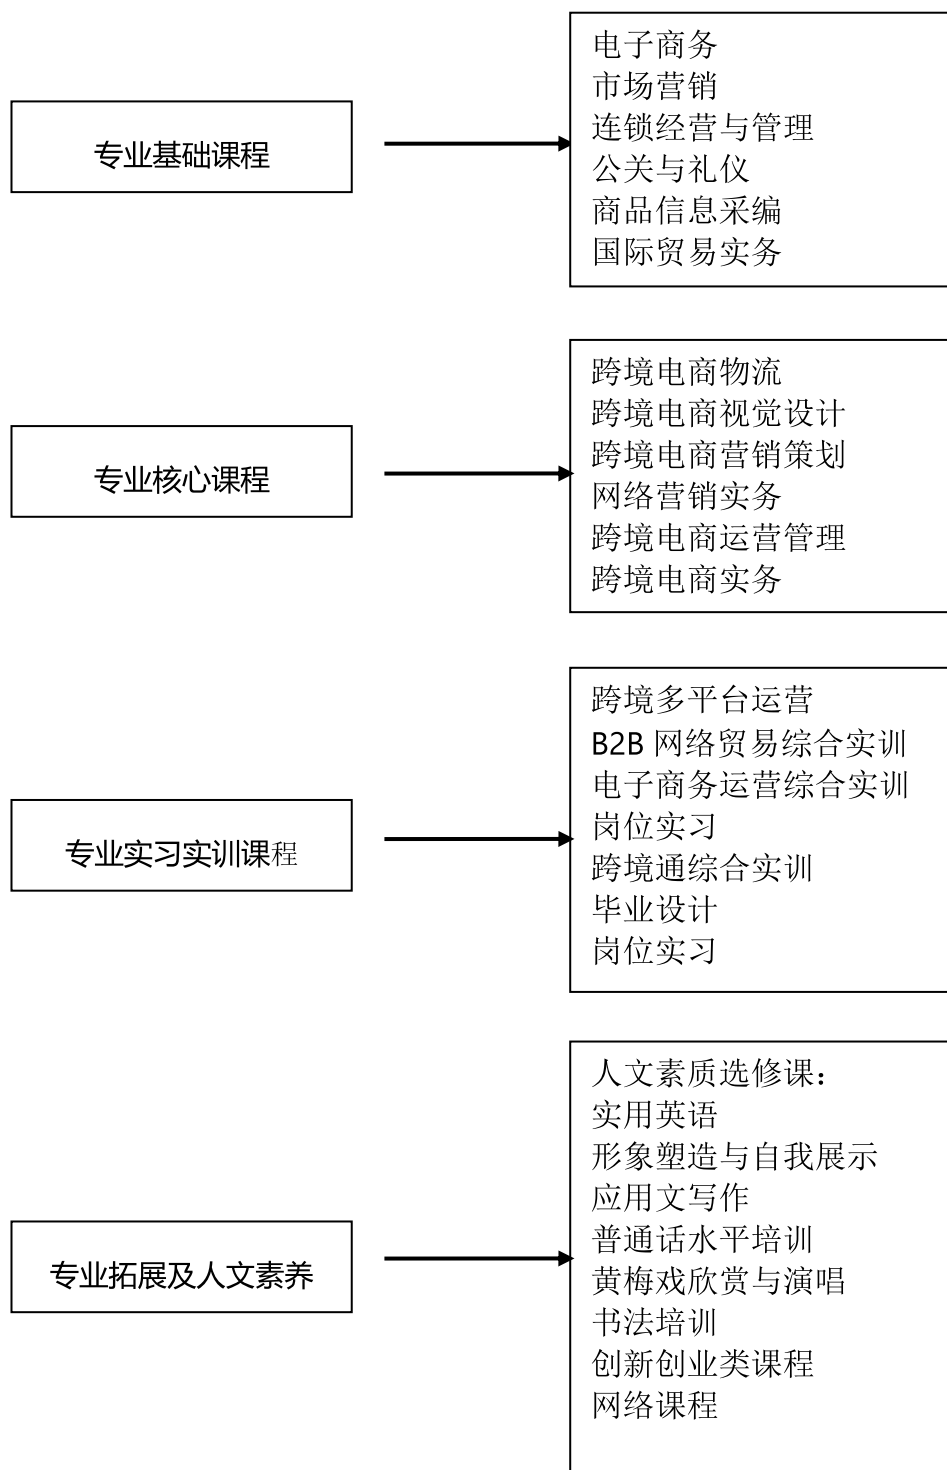 专业基础课程
电子商务
市场营销
连锁经营与管理
公关与礼仪
商品信息采编
国际贸易实务
专业核心课程
跨境电商物流
跨境电商视觉设计
跨境电商营销策划
网络营销实务
跨境电商运营管理
跨境电商实务
专业实习实训课程
跨境多平台运营
B2B 网络贸易综合实训
电子商务运营综合实训
岗位实习
跨境通综合实训
毕业设计
岗位实习
专业拓展及人文素养
人文素质选修课：
实用英语
形象塑造与自我展示
应用文写作
普通话水平培训
黄梅戏欣赏与演唱
书法培训
创新创业类课程
网络课程